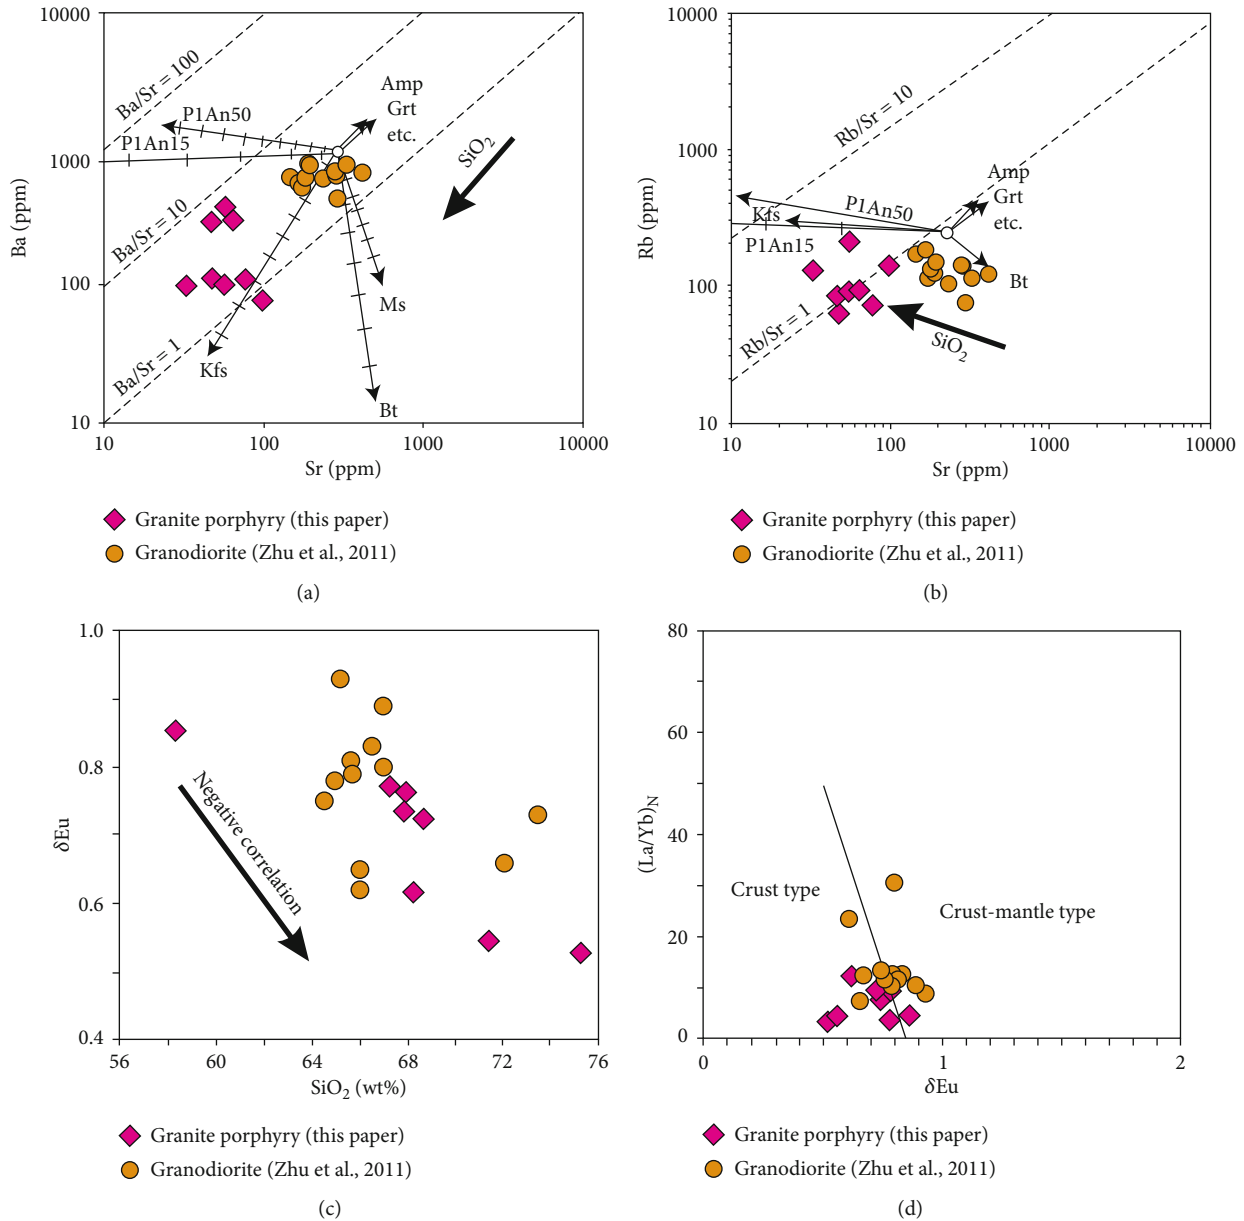 10000
1000
100
10
Ba (ppm)
10
100
1000
10000
Sr (ppm)
Ba/Sr = 100
Ba/Sr = 10
Ba/Sr = 1
P1An50
P1An15
Amp
Grt
etc.
SiO2
Ms
Kfs
Bt
Granite porphyry (this paper)
Granodiorite (Zhu et al., 2011)
(a)
10000
1000
100
10
Rb (ppm)
10
100
1000
10000
Sr (ppm)
Rb/Sr = 10
Rb/Sr = 1
Amp
Grt
etc.
P1An50
Kfs
P1An15
Bt
SiO2
Granite porphyry (this paper)
Granodiorite (Zhu et al., 2011)
(b)
1.0
0.8
0.6
0.4
δEu
56
60
64
68
72
76
SiO2 (wt%)
Negative correlation
Granite porphyry (this paper)
Granodiorite (Zhu et al., 2011)
(c)
80
60
40
20
0
(La/Yb)N
0
1
2
δEu
Crust type
Crust-mantle type
Granite porphyry (this paper)
Granodiorite (Zhu et al., 2011)
(d)